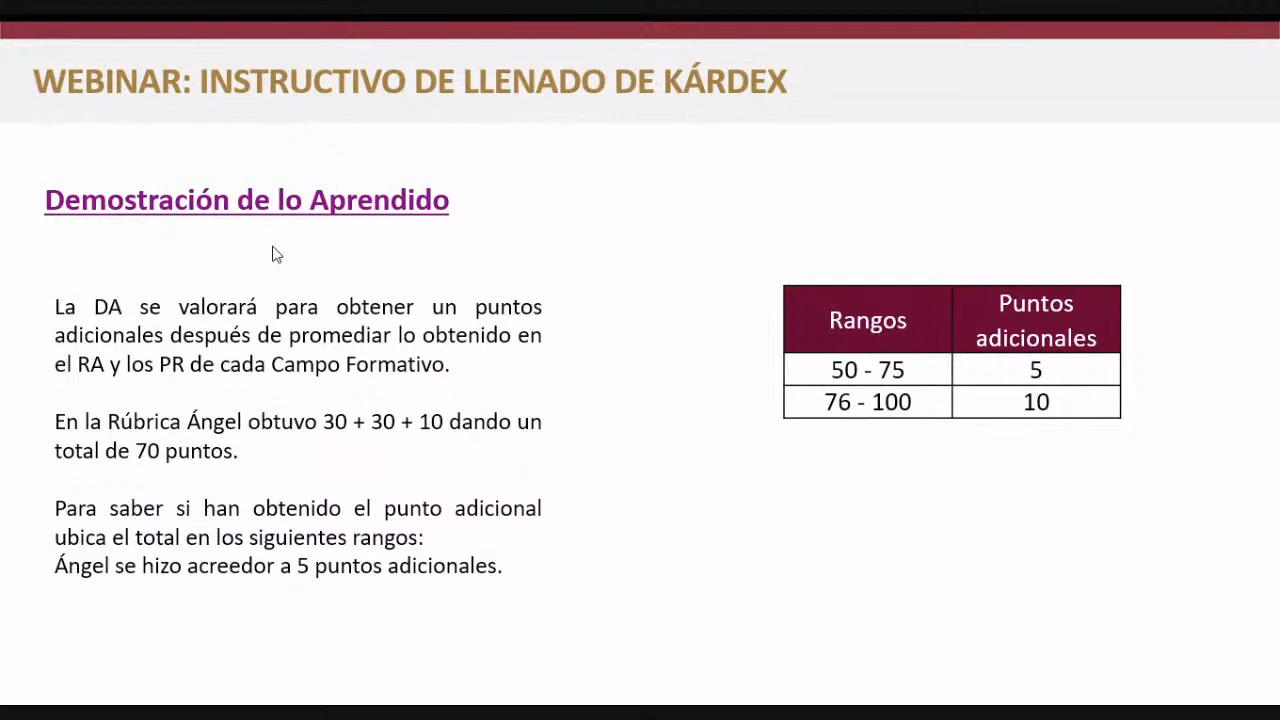 WEBINAR: INSTRUCTIVO DE LLENADO DE KÁRDEX
Demostración de lo Aprendido
La DA se valorará para obtener un puntos
adicionales después de promediar lo obtenido en
el RA y los PR de cada Campo Formativo.
En la Rúbrica Ángel obtuvo 30 + 30 + 10 dando un
total de 70 puntos.
Para saber si han obtenido el punto adicional
ubica el total en los siguientes rangos:
Ángel se hizo acreedor a 5 puntos adicionales.
Rangos
Puntos
adicionales
50 - 75
5
76 - 100
10